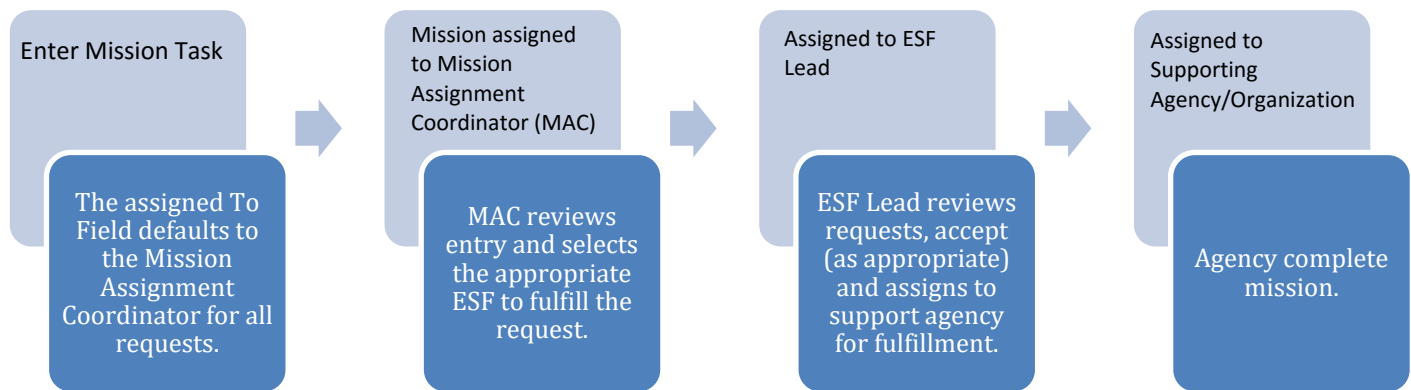 Enter Mission Task
The assigned To
Field defaults to
the Mission
Assignment
Coordinator for all
requests.
Mission assigned
to Mission
Assignment
Coordinator (MAC)
MAC reviews
entry and selects
the appropriate
ESF to fulfill the
request.
Assigned to ESF
Lead
ESF Lead reviews
requests, accept
(as appropriate)
and assigns to
support agency
for fulfillment.
Assigned to
Supporting
Agency/Organization
Agency complete
mission.